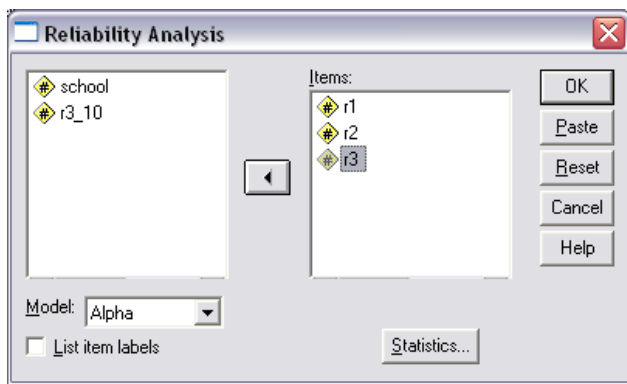 Reliability Analysis
school
r3_10
Items:
r1
r2
r3
OK
Paste
Reset
Cancel
Help
Model: Alpha
List item labels
Statistics...